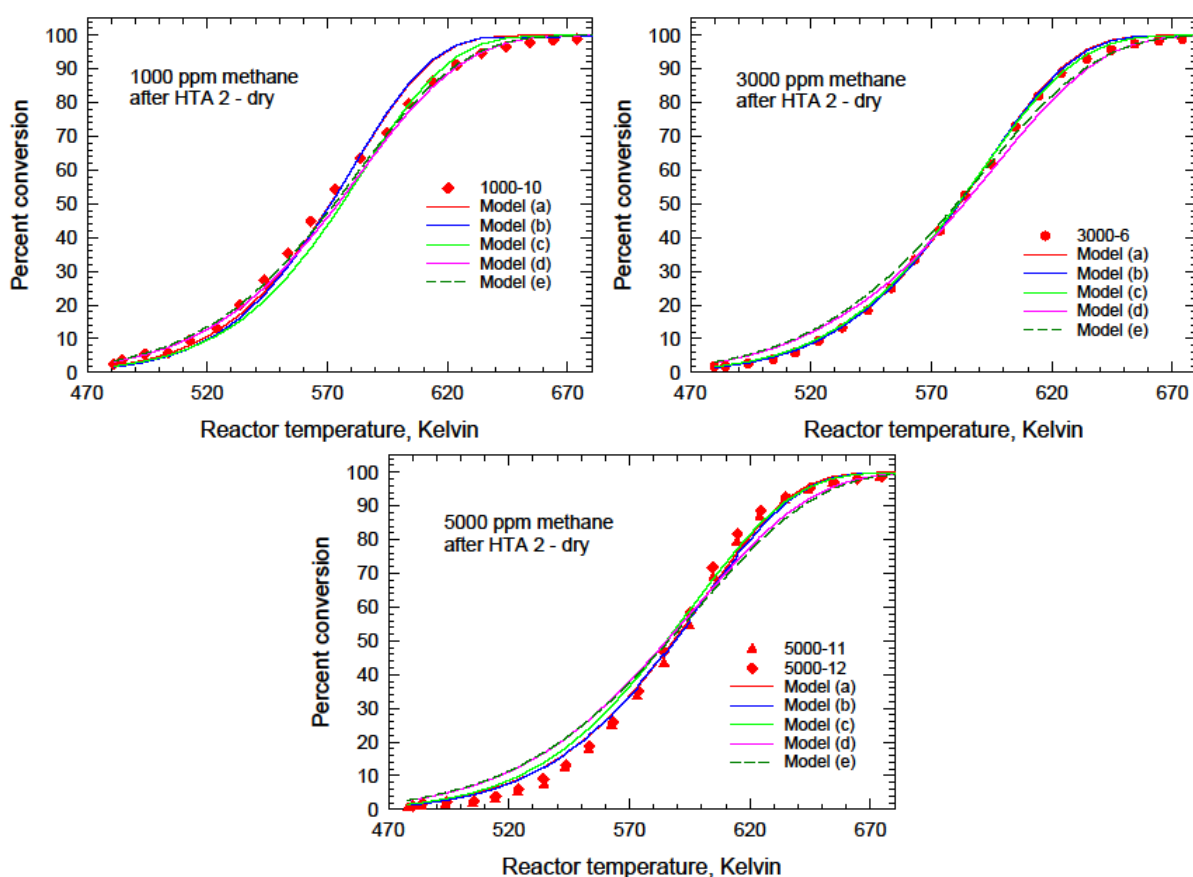 100
90
80
70
60
50
40
30
20
10
0
Percent conversion
1000 ppm methane
after HTA 2 - dry
1000-10
Model (a)
Model (b)
Model (c)
Model (d)
Model (e)
470 520 570 620 670
Reactor temperature, Kelvin
100
90
80
70
60
50
40
30
20
10
0
Percent conversion
3000 ppm methane
after HTA 2 - dry
3000-6
Model (a)
Model (b)
Model (c)
Model (d)
Model (e)
470 520 570 620 670
Reactor temperature, Kelvin
100
90
80
70
60
50
40
30
20
10
0
Percent conversion
5000 ppm methane
after HTA 2 - dry
5000-11
5000-12
Model (a)
Model (b)
Model (c)
Model (d)
Model (e)
470 520 570 620 670
Reactor temperature, Kelvin